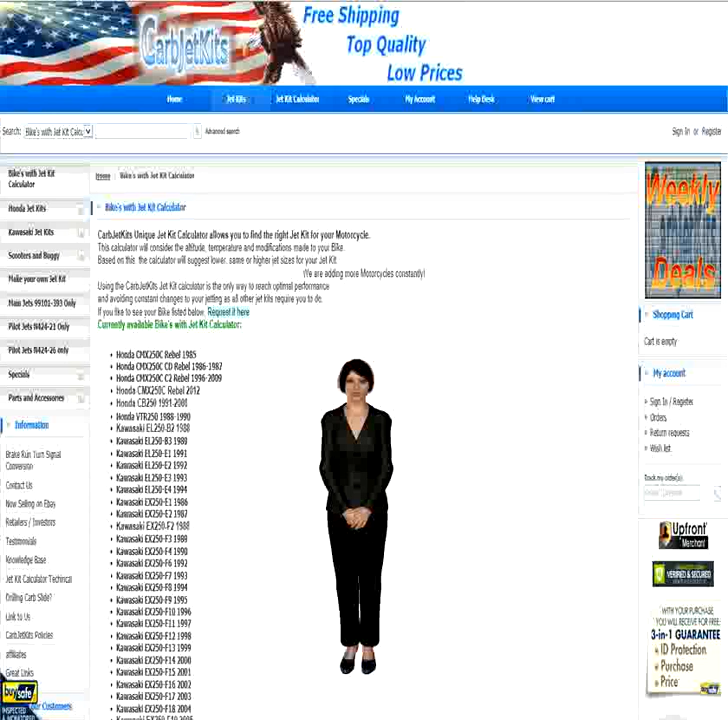 Free Shipping
CarbJetKits
Top Quality
Low Prices
Home Jet Kits Jet Kit Calculator Specials My Account Help Desk View cart
Search: Bike's with Jet Kit Calcu Advanced search Sign In or Register
Bike's with Jet Kit
Calculator
Honda Jet Kits
Kawasaki Jet Kits
Scooters and Buggy
Make your own Jet Kit
Main Jets 99101-393 Only
Pilot Jets N424-21 Only
Pilot Jets N424-26 only
Specials
Parts and Accessories
Information
Brake Run Turn Signal
Conversion
Contact Us
Now Selling on Ebay
Retailers / Investors
Testimonials
Knowledge Base
Jet Kit Calculator Techincal
Drilling Carb Slide?
Link to Us
CarbJetKits Policies
affiliates
Great Links
buySAFE
INSPECTED
Customers
Home Bike's with Jet Kit Calculator
Bike's with Jet Kit Calculator
CarbJetKits Unique Jet Kit Calculator allows you to find the right Jet Kit for your Motorcycle.
This calculator will consider the altitude, temperature and modifications made to your Bike.
Based on this the calculator will suggest lower, same or higher jet sizes for your Jet Kit.
We are adding more Motorcycles constantly!
Using the CarbJetKits Jet Kit calculator is the only way to reach optimal performance
and avoiding constant changes to your jetting as all other jet kits require you to do.
If you like to see your Bike listed below, Request it here
Currently available Bike's with Jet Kit Calculator:
Honda CMX250C Rebel 1985
Honda CMX250C CD Rebel 1986-1987
Honda CMX250C C2 Rebel 1996-2009
Honda CMX250C Rebel 2012
Honda CB250 1991-2001
Honda VTR250 1988-1990
Kawasaki EL250-B2 1988
Kawasaki EL250-B3 1980
Kawasaki EL250-E1 1991
Kawasaki EL250-E2 1992
Kawasaki EL250-E3 1993
Kawasaki EL250-E4 1994
Kawasaki EX250-E1 1986
Kawasaki EX250-E2 1987
Kawasaki EX250-F2 1988
Kawasaki EX250-F3 1989
Kawasaki EX250-F4 1990
Kawasaki EX250-F6 1992
Kawasaki EX250-F7 1993
Kawasaki EX250-F8 1994
Kawasaki EX250-F9 1995
Kawasaki EX250-F10 1996
Kawasaki EX250-F11 1997
Kawasaki EX250-F12 1998
Kawasaki EX250-F13 1999
Kawasaki EX250-F14 2000
Kawasaki EX250-F15 2001
Kawasaki EX250-F16 2002
Kawasaki EX250-F17 2003
Kawasaki EX250-F18 2004
Kawasaki EX250-F19 2005
Weekly
Deals
Shopping Cart
Cart is empty
My account
Sign In / Register
Orders
Return requests
Wish list
Track my order(s):
Upfront
Merchant
VERIFIED & SECURED
WITH YOUR PURCHASE
YOU WILL RECEIVE FOR FREE:
3-in-1 GUARANTEE
ID Protection
Purchase
Price
buySAFE